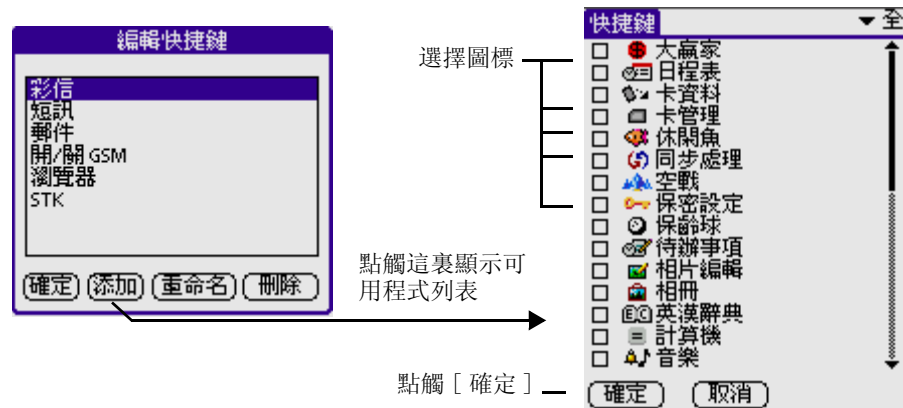 編輯快捷鍵
彩信
短訊
郵件
開/關 GSM
瀏覽器
STK
確定 添加 重命名 刪除
選擇圖標
點觸這裏顯示可
用程式列表
點觸 [ 確定 ]
快捷鍵 全
大贏家
日程表
卡資料
卡管理
休閑魚
同步處理
空戰
保密設定
保齡球
待辦事項
相片編輯
相冊
英漢辭典
計算機
音樂
確定 取消